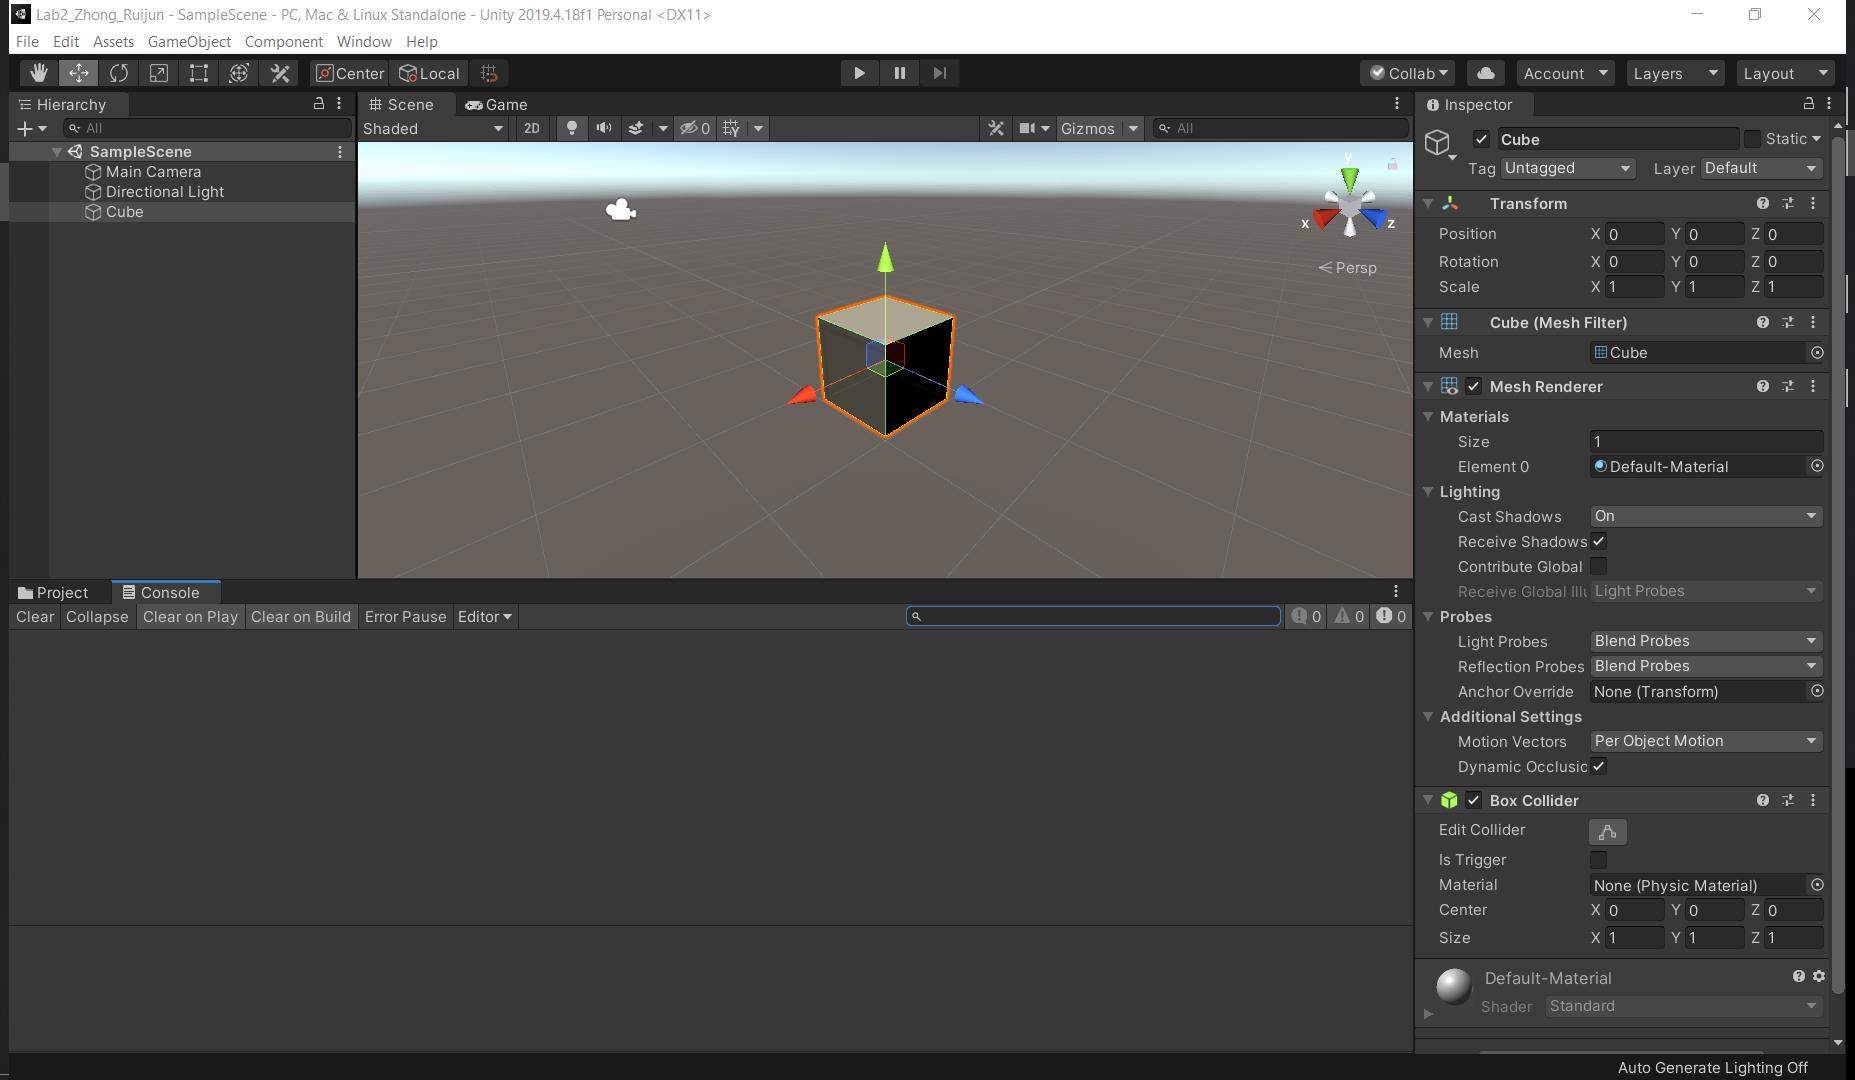 Lab2_Zhong_Ruijun - SampleScene - PC, Mac & Linux Standalone - Unity 2019.4.18f1 Personal <DX11>
File Edit Assets GameObject Component Window Help
Center Local Collab Account Layers Layout
Hierarchy
All
SampleScene
Main Camera
Directional Light
Cube
Scene Game
Shaded 2D 0 Gizmos All
y
x z
Persp
Inspector
Cube Static
Tag Untagged Layer Default
Transform
Position X 0 Y 0 Z 0
Rotation X 0 Y 0 Z 0
Scale X 1 Y 1 Z 1
Cube (Mesh Filter)
Mesh Cube
Mesh Renderer
Materials
Size 1
Element 0 Default-Material
Lighting
Cast Shadows On
Receive Shadows
Contribute Global
Receive Global Illu Light Probes
Probes
Light Probes Blend Probes
Reflection Probes Blend Probes
Anchor Override None (Transform)
Additional Settings
Motion Vectors Per Object Motion
Dynamic Occlusio
Box Collider
Edit Collider
Is Trigger
Material None (Physic Material)
Center X 0 Y 0 Z 0
Size X 1 Y 1 Z 1
Default-Material
Shader Standard
Project Console
Clear Collapse Clear on Play Clear on Build Error Pause Editor 0 0 0
Auto Generate Lighting Off